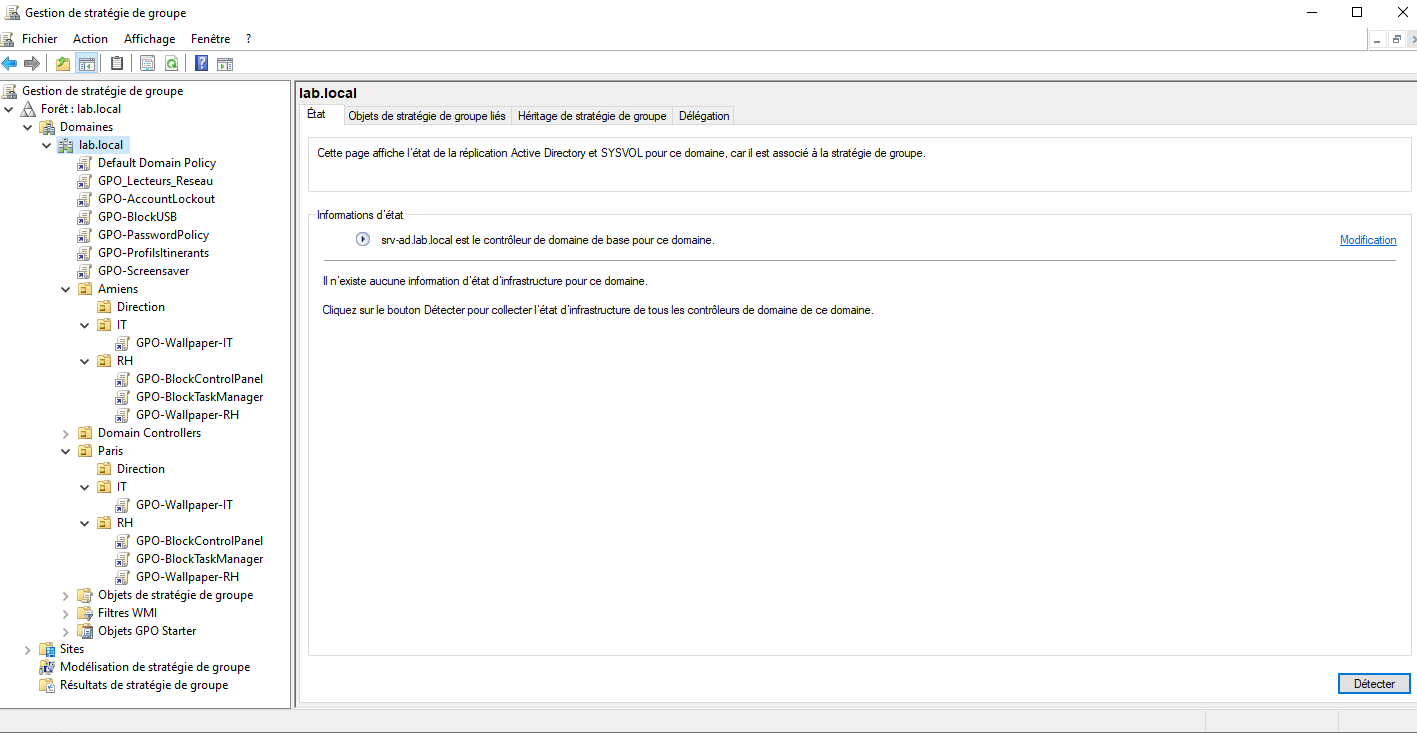 Gestion de stratégie de groupe
Fichier Action Affichage Fenêtre ?
Gestion de stratégie de groupe
Forêt : lab.local
Domaines
lab.local
Default Domain Policy
GPO_Lecteurs_Reseau
GPO-AccountLockout
GPO-BlockUSB
GPO-PasswordPolicy
GPO-ProfilsItinerants
GPO-Screensaver
Amiens
Direction
IT
GPO-Wallpaper-IT
RH
GPO-BlockControlPanel
GPO-BlockTaskManager
GPO-Wallpaper-RH
Domain Controllers
Paris
Direction
IT
GPO-Wallpaper-IT
RH
GPO-BlockControlPanel
GPO-BlockTaskManager
GPO-Wallpaper-RH
Objets de stratégie de groupe
Filtres WMI
Objets GPO Starter
Sites
Modélisation de stratégie de groupe
Résultats de stratégie de groupe
lab.local
État Objets de stratégie de groupe liés Héritage de stratégie de groupe Délégation
Cette page affiche l'état de la réplication Active Directory et SYSVOL pour ce domaine, car il est associé à la stratégie de groupe.
Informations d'état
srv-ad.lab.local est le contrôleur de domaine de base pour ce domaine. Modification
Il n'existe aucune information d'état d'infrastructure pour ce domaine.
Cliquez sur le bouton Détecter pour collecter l'état d'infrastructure de tous les contrôleurs de domaine de ce domaine.
Détecter